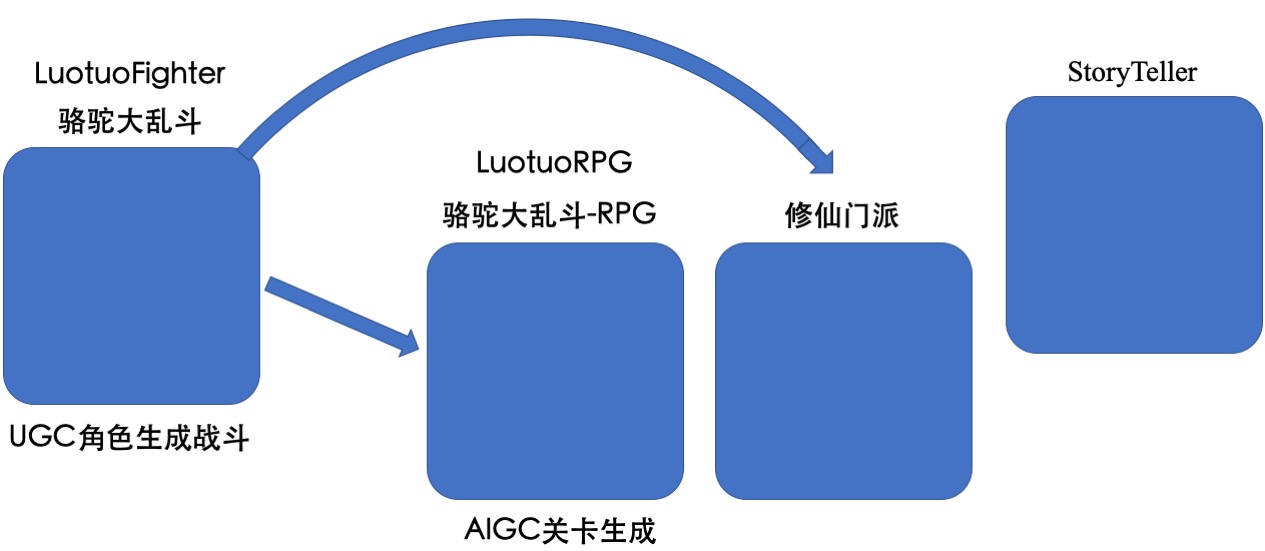 LuotuoFighter
骆驼大乱斗
UGC角色生成战斗
LuotuoRPG
骆驼大乱斗-RPG
AIGC关卡生成
修仙门派
StoryTeller